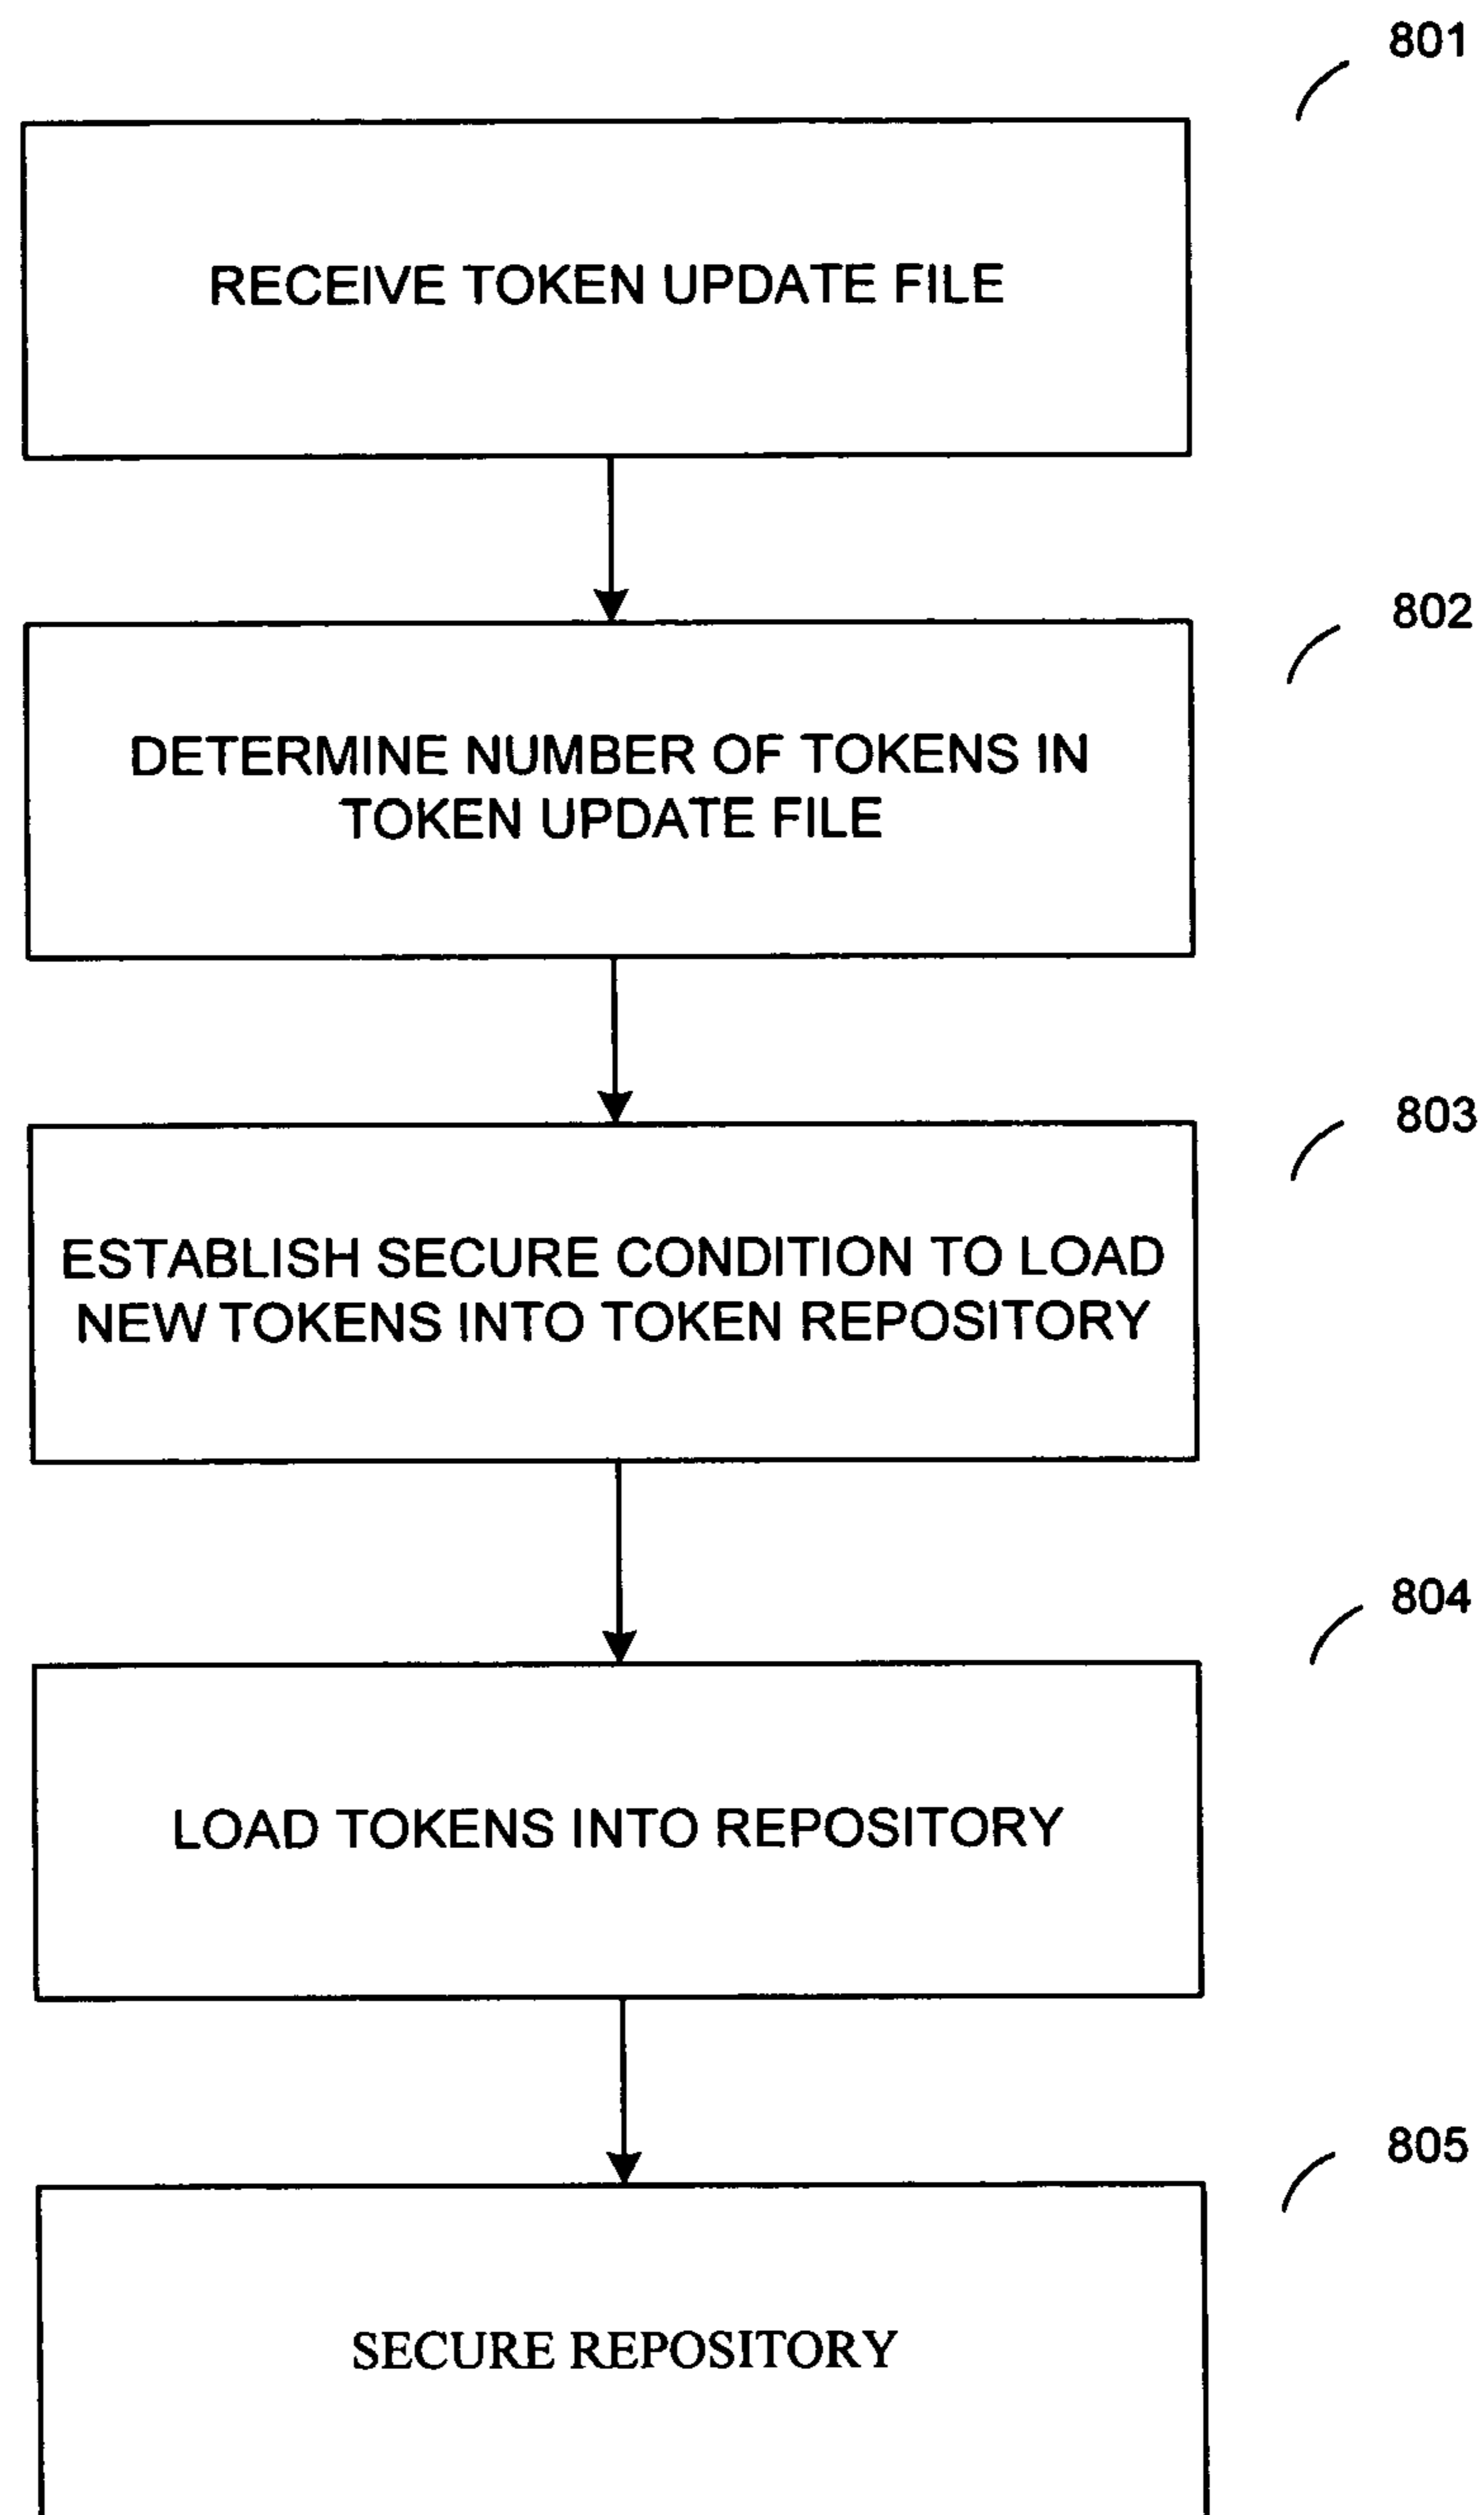 801
RECEIVE TOKEN UPDATE FILE
802
DETERMINE NUMBER OF TOKENS IN
TOKEN UPDATE FILE
803
ESTABLISH SECURE CONDITION TO LOAD
NEW TOKENS INTO TOKEN REPOSITORY
804
LOAD TOKENS INTO REPOSITORY
805
SECURE REPOSITORY